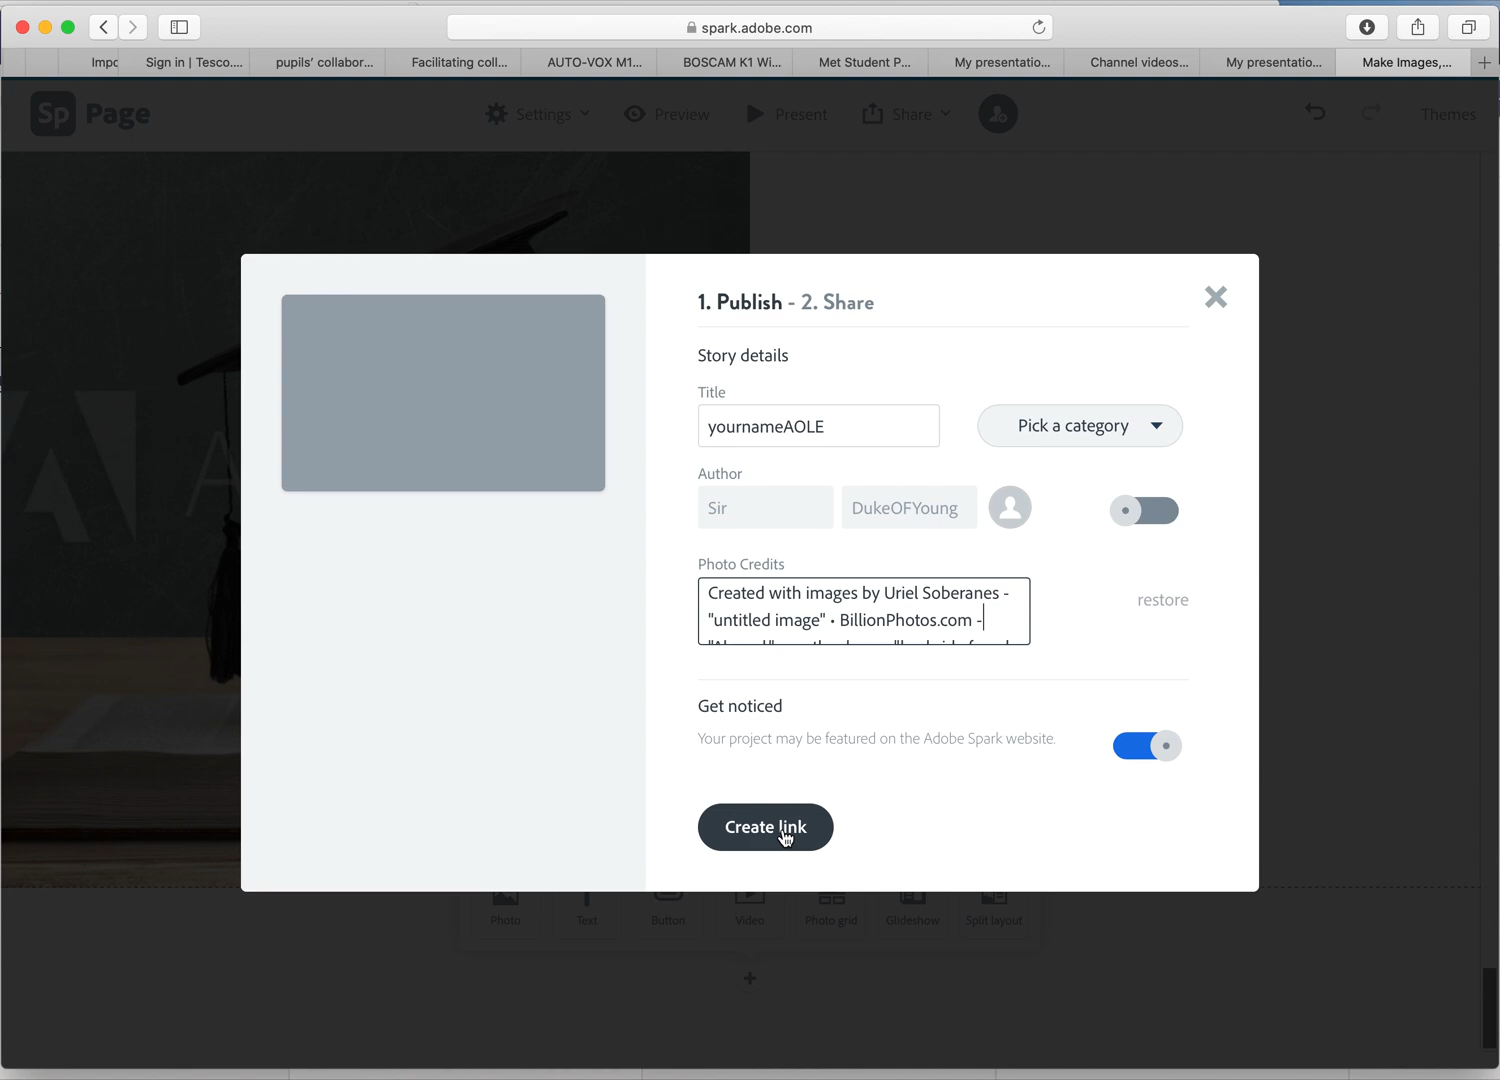 spark.adobe.com
Impc
Sign in | Tesco....
pupils' collabor...
Facilitating coll...
AUTO-VOX M1...
BOSCAM K1 Wi...
Met Student P...
My presentatio...
Channel videos...
My presentatio...
Make Images,...
Sp Page
Settings
Preview
Present
Share
Themes
A
1. Publish - 2. Share
Story details
Title
yournameAOLE
Pick a category
Author
Sir
DukeOFYoung
Photo Credits
Created with images by Uriel Soberanes -
"untitled image" • BillionPhotos.com -
restore
Get noticed
Your project may be featured on the Adobe Spark website.
Create link
Photo
Text
Button
Video
Photo grid
Glideshow
Split layout